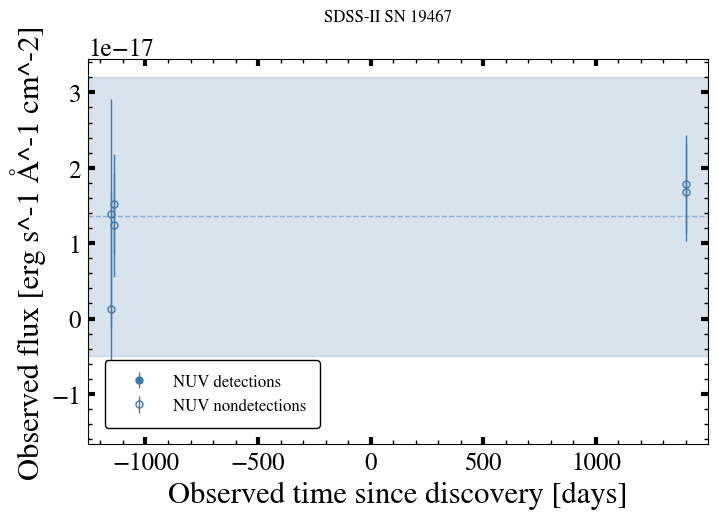 SDSS-II SN 19467
1e−17
Observed flux [erg s^-1 Å^-1 cm^-2]
3
2
1
0
−1
NUV detections
NUV nondetections
−1000 −500 0 500 1000
Observed time since discovery [days]